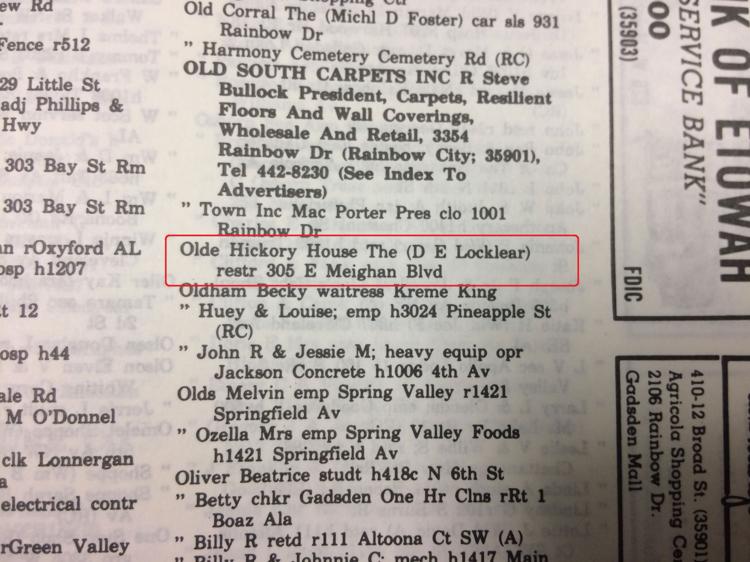 ew Rd
Fence r512
29 Little St
adj Phillips &
Hwy
303 Bay St Rm
303 Bay St Rm
an rOxyford AL
osp h1207
t 12
osp h44
ale Rd
M O'Donnel
clk Lonnergan
a
electrical contr
rGreen Valley
Old Corral The (Michl D Foster) car sls 931
Rainbow Dr
" Harmony Cemetery Cemetery Rd (RC)
OLD SOUTH CARPETS INC R Steve
Bullock President, Carpets, Resilient
Floors And Wall Coverings,
Wholesale And Retail, 3354
Rainbow Dr (Rainbow City; 35901),
Tel 442-8230 (See Index To
Advertisers)
" Town Inc Mac Porter Pres clo 1001
Rainbow Dr
Olde Hickory House The (D E Locklear)
restr 305 E Meighan Blvd
Oldham Becky waitress Kreme King
" Huey & Louise; emp h3024 Pineapple St
(RC)
" John R & Jessie M; heavy equip opr
Jackson Concrete h1006 4th Av
Olds Melvin emp Spring Valley r1421
Springfield Av
" Ozella Mrs emp Spring Valley Foods
h1421 Springfield Av
Oliver Beatrice studt h418c N 6th St
" Betty chkr Gadsden One Hr Clns rRt 1
Boaz Ala
" Billy R retd r111 Altoona Ct SW (A)
" Billy R & Johnnie C; mech h1417 Main
K OF ETOWAH
SERVICE BANK"
00
(35903)
FDIC
410-12 Broad St. (35901)
Agricola Shopping Ce
2106 Rainbow Dr.
Gadsden Mall